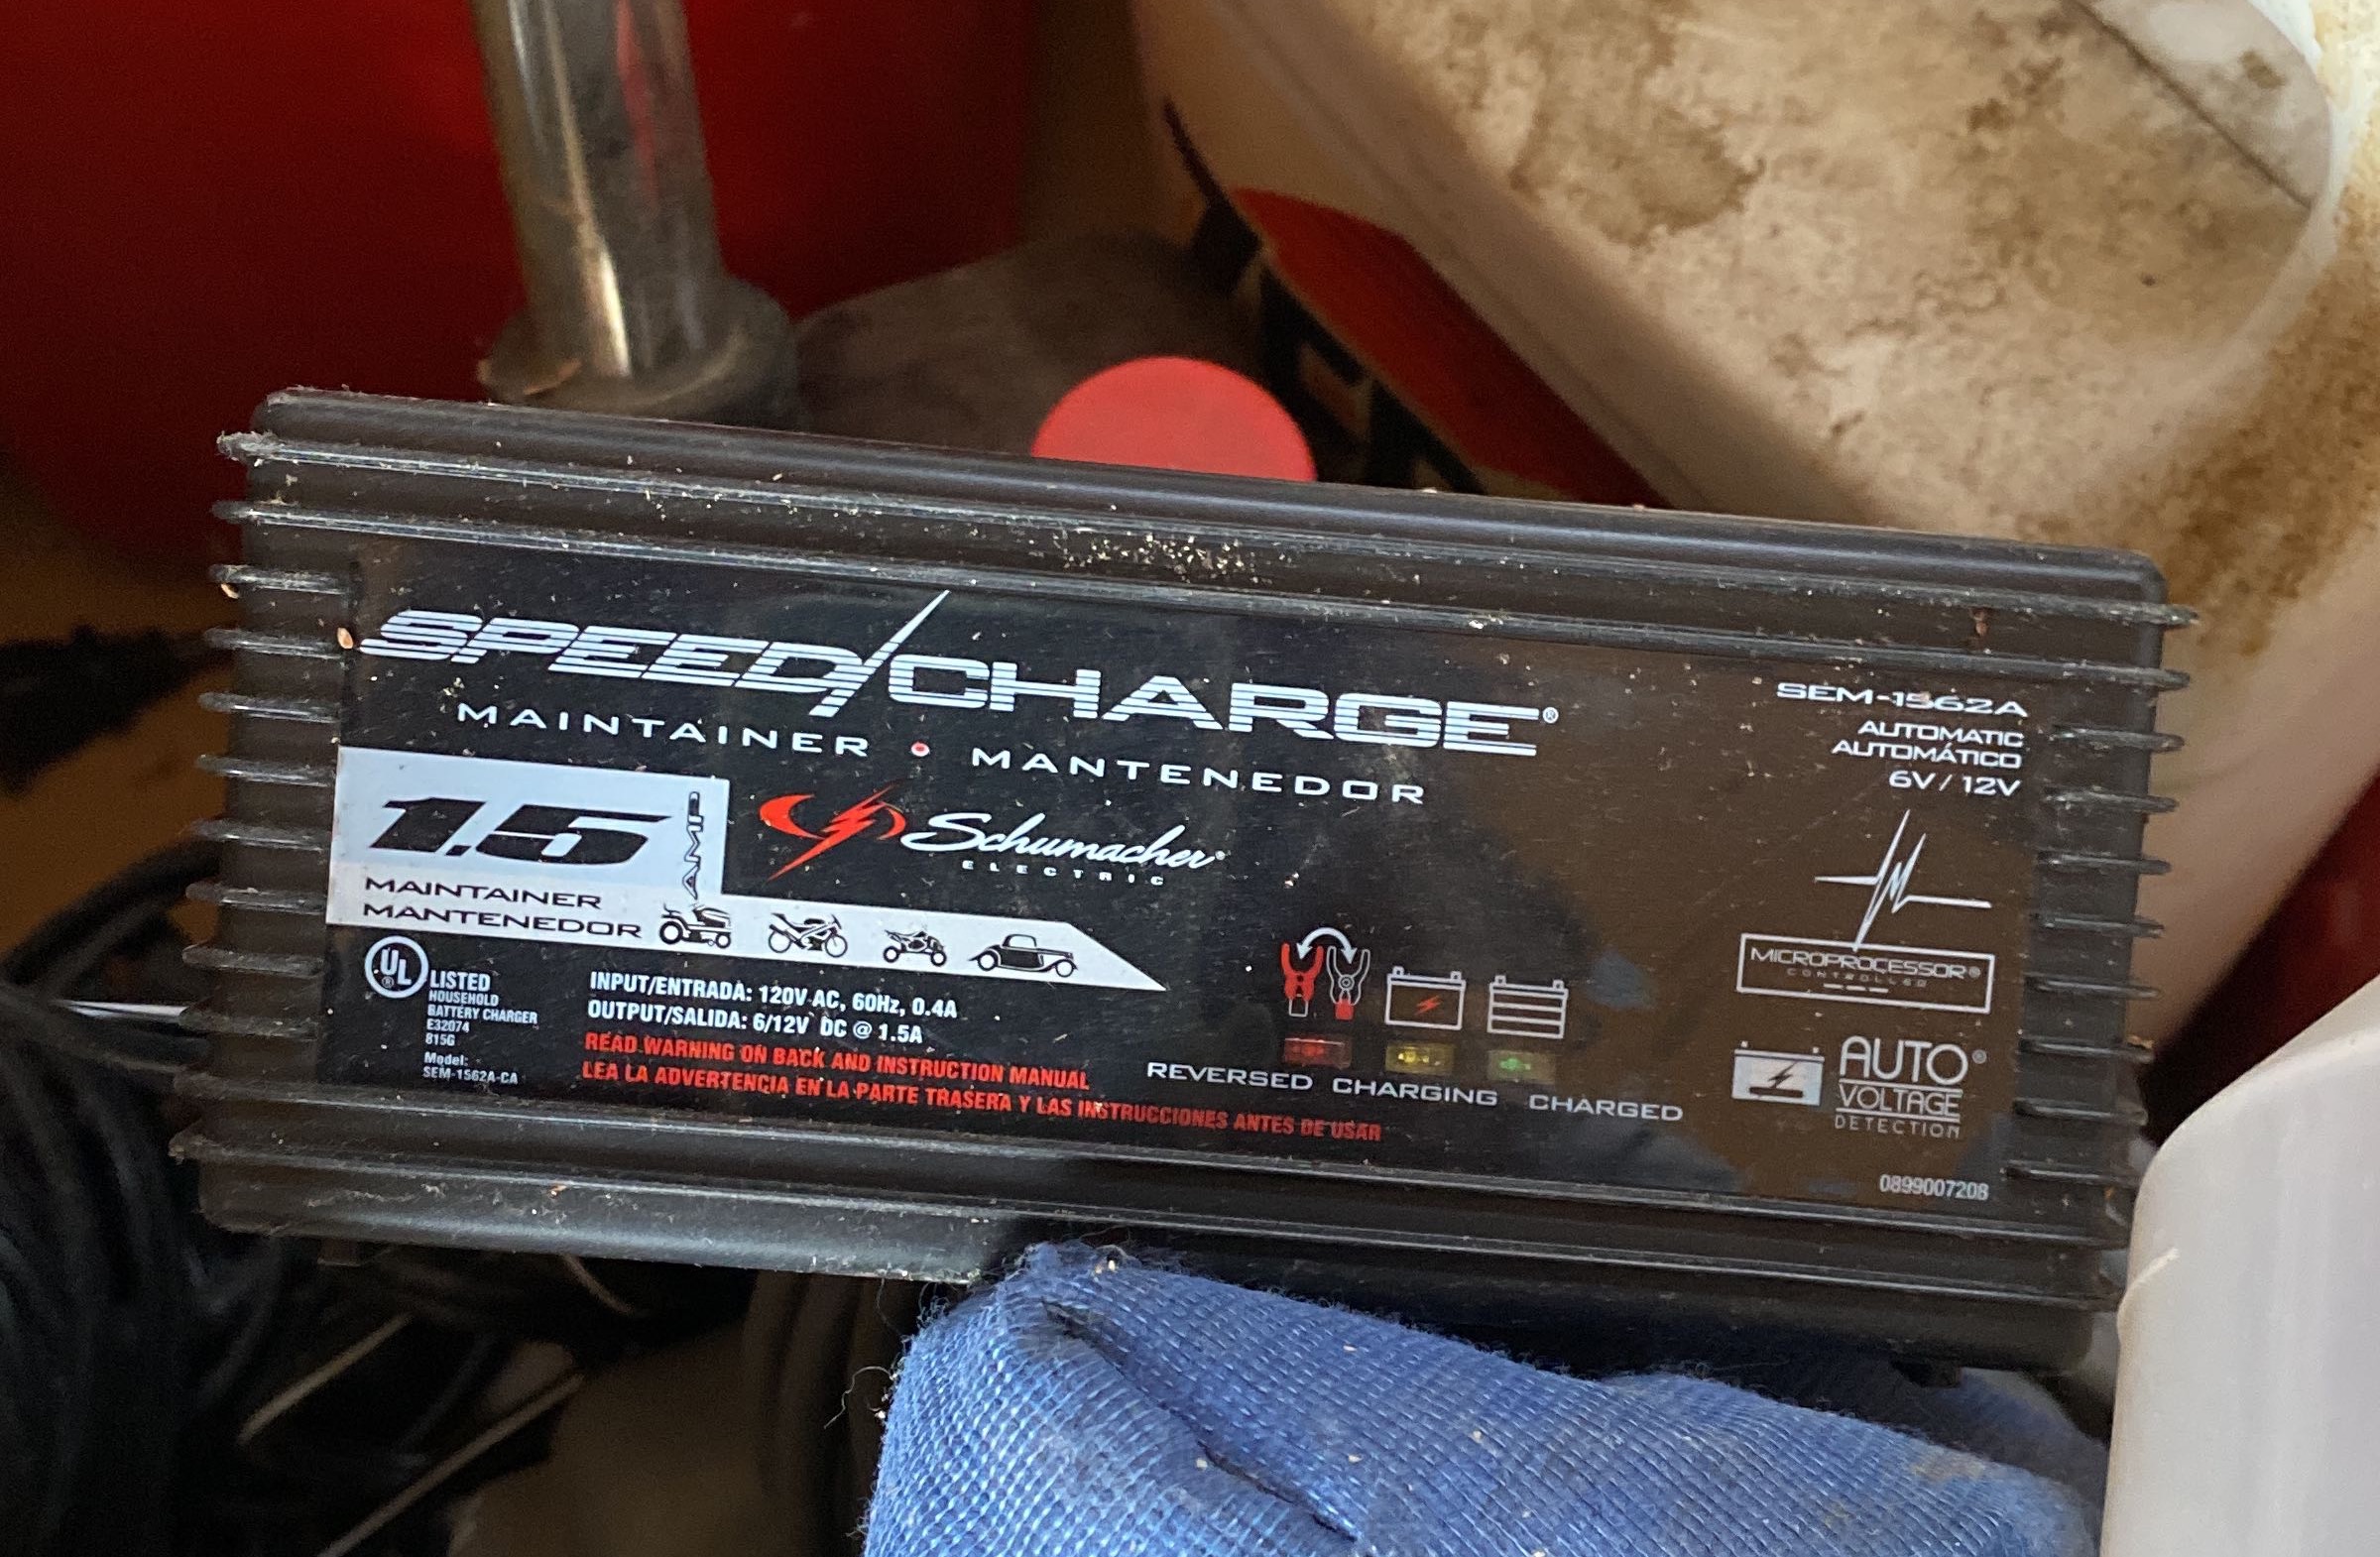 SPEED/CHARGE®
MAINTAINER • MANTENEDOR
SEM-1562A
AUTOMATIC
AUTOMÁTICO
6V / 12V
1.5 AMP
MAINTAINER
MANTENEDOR
Schumacher®
ELECTRIC
MICROPROCESSOR®
CONTROLLED
UL®
LISTED
HOUSEHOLD
BATTERY CHARGER
E32074
815G
Model:
SEM-1562A-CA
INPUT/ENTRADA: 120V AC, 60Hz, 0.4A
OUTPUT/SALIDA: 6/12V DC @ 1.5A
READ WARNING ON BACK AND INSTRUCTION MANUAL
LEA LA ADVERTENCIA EN LA PARTE TRASERA Y LAS INSTRUCCIONES ANTES DE USAR
REVERSED CHARGING CHARGED
AUTO®
VOLTAGE
DETECTION
0899007208